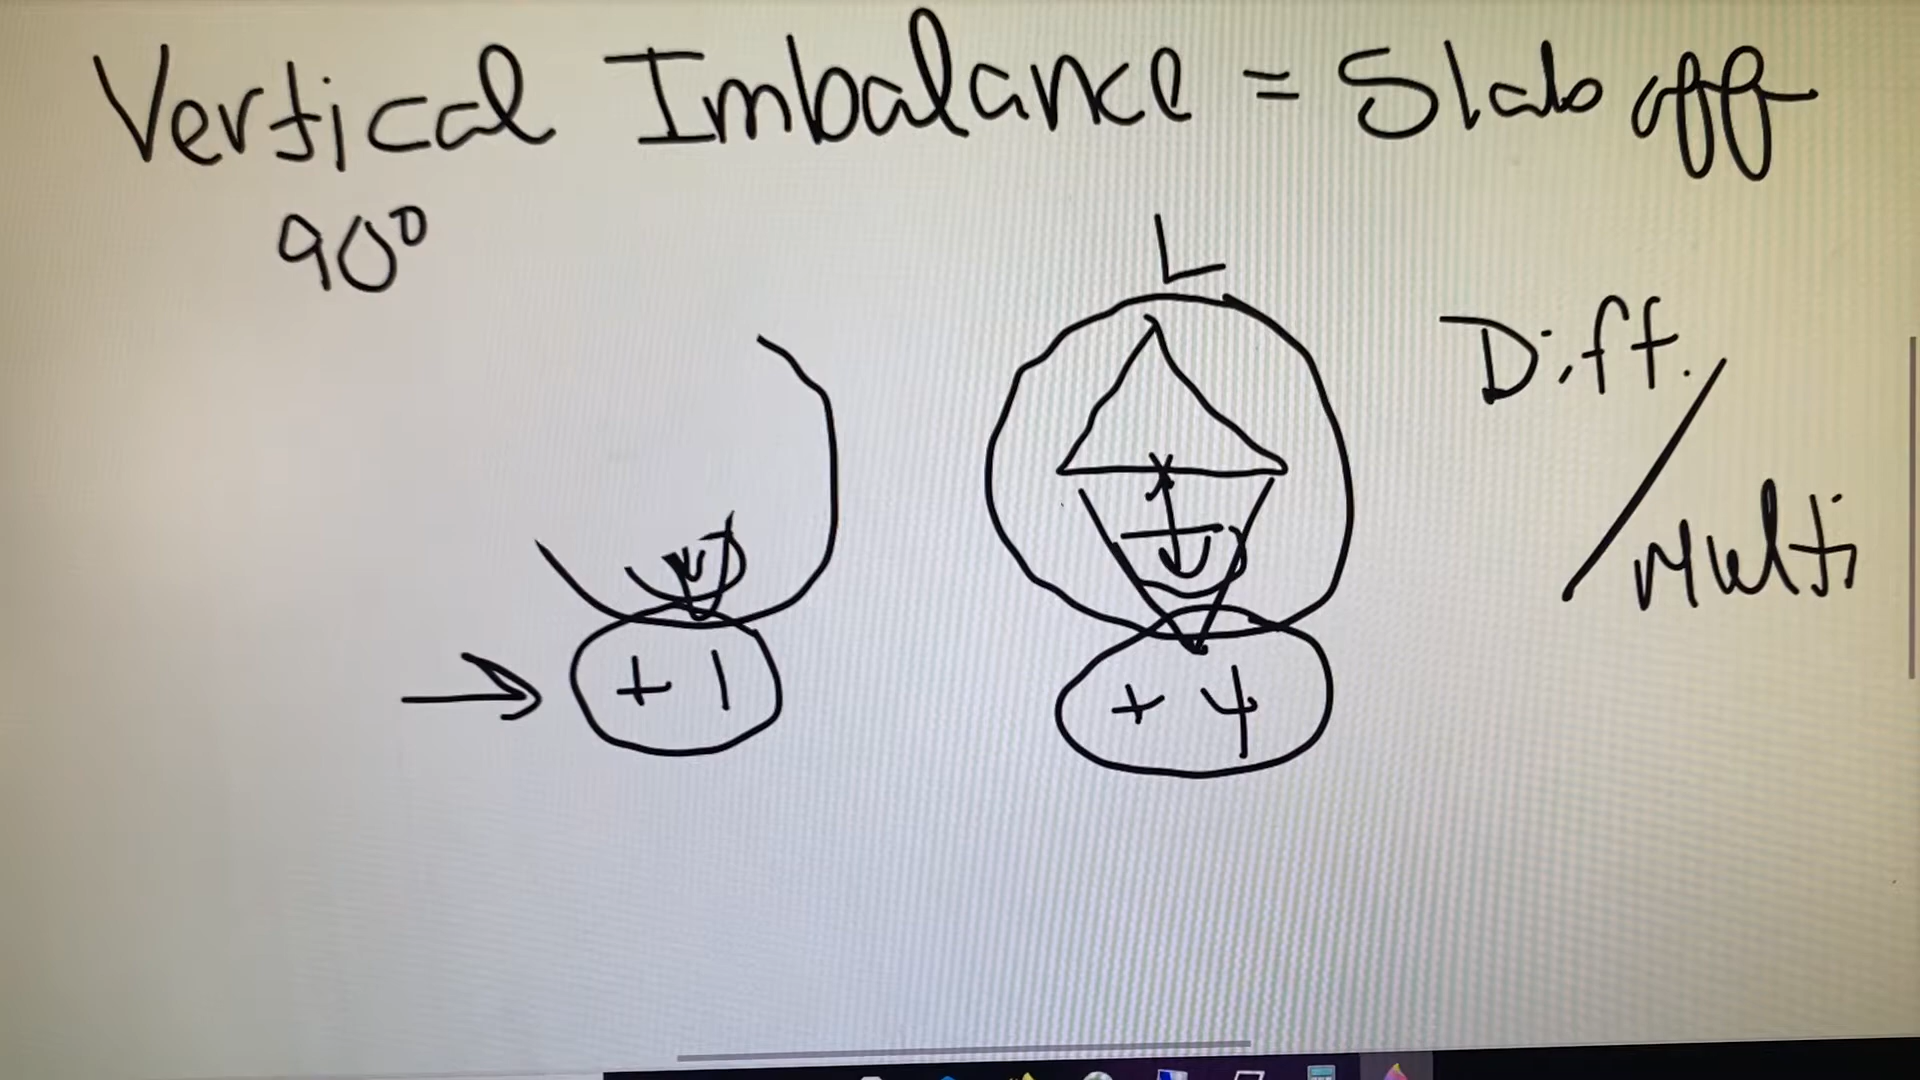 Vertical Imbalance = Slab off
90°
L
Diff. / Multi
+ 1
+ 4